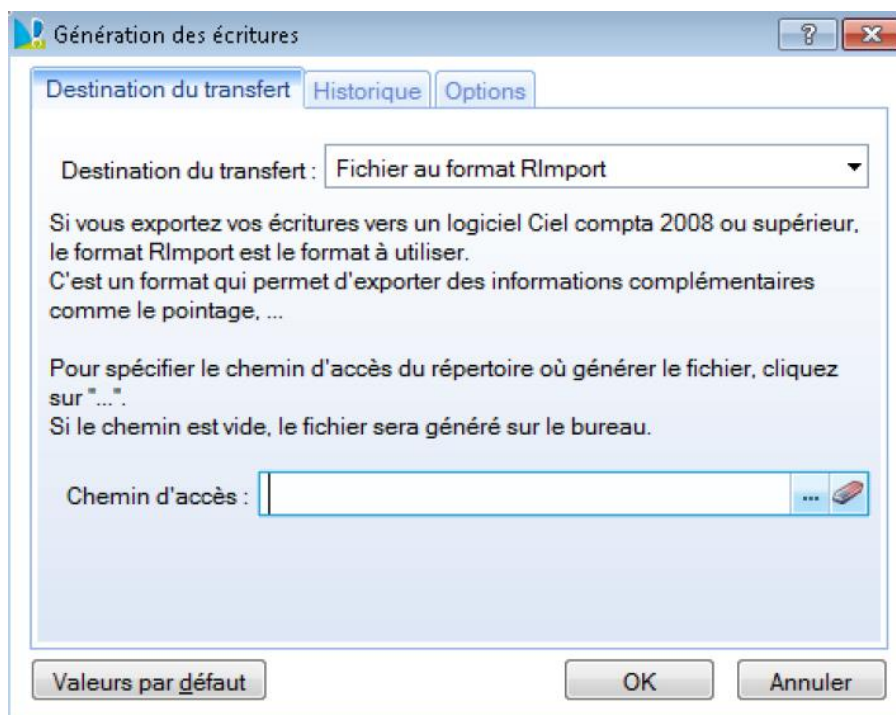 Génération des écritures
Destination du transfert Historique Options
Destination du transfert : Fichier au format RImport
Si vous exportez vos écritures vers un logiciel Ciel compta 2008 ou supérieur,
le format RImport est le format à utiliser.
C'est un format qui permet d'exporter des informations complémentaires
comme le pointage, ...
Pour spécifier le chemin d'accès du répertoire où générer le fichier, cliquez
sur "...".
Si le chemin est vide, le fichier sera généré sur le bureau.
Chemin d'accès : ...
Valeurs par défaut OK Annuler